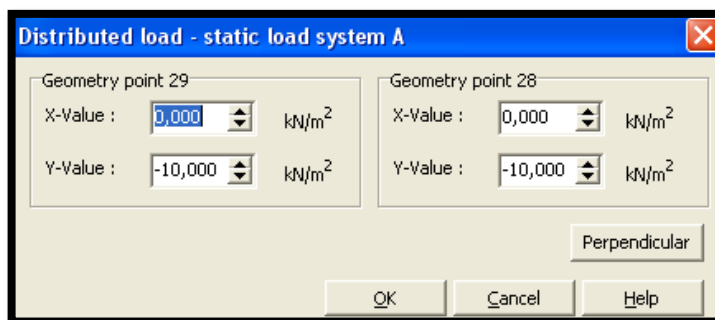 Distributed load - static load system A
Geometry point 29 Geometry point 28
X-Value : 0,000 kN/m² X-Value : 0,000 kN/m²
Y-Value : -10,000 kN/m² Y-Value : -10,000 kN/m²
Perpendicular
OK Cancel Help